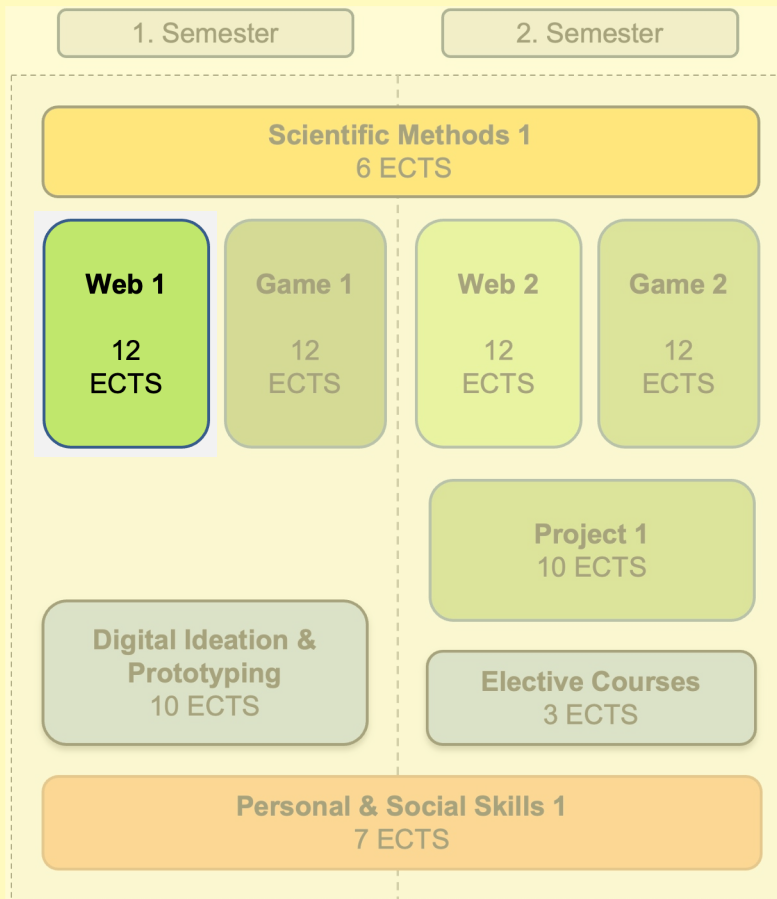 1. Semester
2. Semester
Scientific Methods 1
6 ECTS
Web 1
12
ECTS
Game 1
12
ECTS
Web 2
12
ECTS
Game 2
12
ECTS
Project 1
10 ECTS
Digital Ideation &
Prototyping
10 ECTS
Elective Courses
3 ECTS
Personal & Social Skills 1
7 ECTS